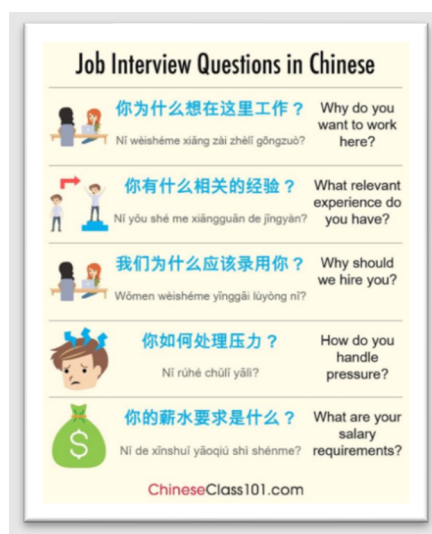 Job Interview Questions in Chinese
你为什么想在这里工作？
Nǐ wèishéme xiǎng zài zhèlǐ gōngzuò?
Why do you
want to work
here?
你有什么相关的经验？
Nǐ yǒu shé me xiāngguān de jīngyàn?
What relevant
experience do
you have?
我们为什么应该录用你？
Wǒmen wèishéme yīnggāi lùyòng nǐ?
Why should
we hire you?
你如何处理压力？
Nǐ rúhé chǔlǐ yālì?
How do you
handle
pressure?
$
你的薪水要求是什么？
Nǐ de xīnshuǐ yāoqiú shì shénme?
What are your
salary
requirements?
ChineseClass101.com